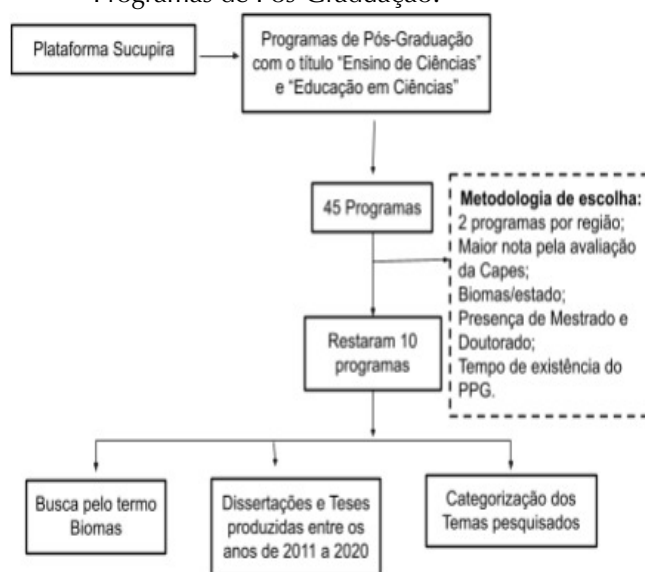 Programas de Pós-Graduação.
Plataforma Sucupira
Programas de Pós-Graduação
com o título “Ensino de Ciências”
e “Educação em Ciências”
45 Programas
Metodologia de escolha:
2 programas por região;
Maior nota pela avaliação
da Capes;
Biomas/estado;
Presença de Mestrado e
Doutorado;
Tempo de existência do
PPG.
Restaram 10
programas
Busca pelo termo
Biomas
Dissertações e Teses
produzidas entre os
anos de 2011 a 2020
Categorização dos
Temas pesquisados